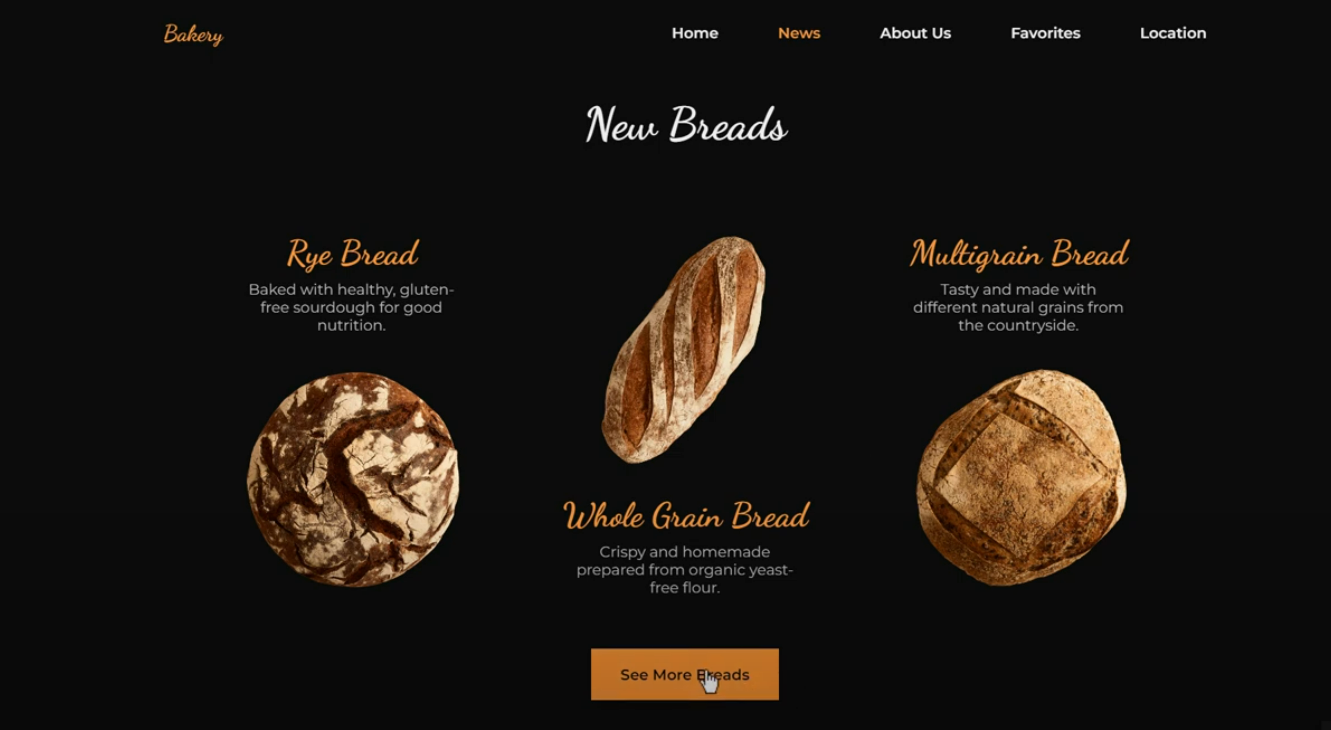 Bakery
Home
News
About Us
Favorites
Location
New Breads
Rye Bread
Baked with healthy, gluten-
free sourdough for good
nutrition.
Whole Grain Bread
Crispy and homemade
prepared from organic yeast-
free flour.
Multigrain Bread
Tasty and made with
different natural grains from
the countryside.
See More Breads